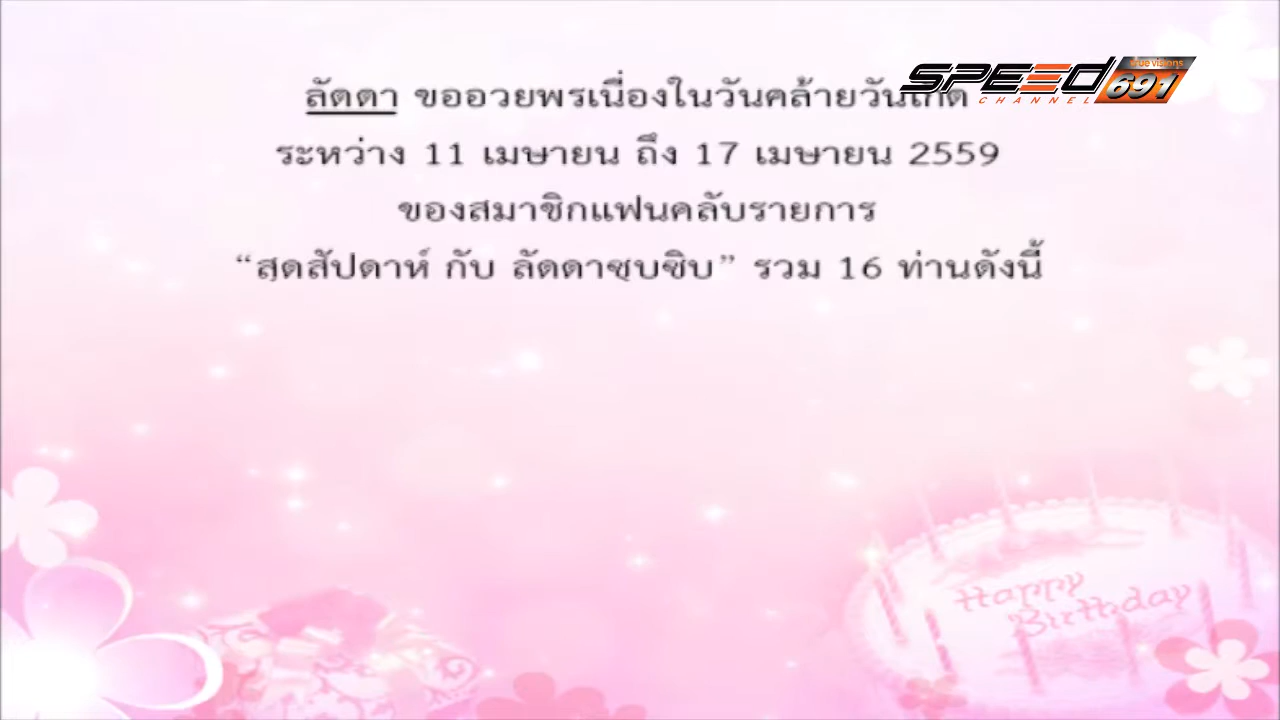 ลัดดา ขออวยพรเนื่องในวันคล้ายวันเกิด
ระหว่าง 11 เมษายน ถึง 17 เมษายน 2559
ของสมาชิกแฟนคลับรายการ
“สุดสัปดาห์ กับ ลัดดาซุบซิบ” รวม 16 ท่านดังนี้
SPEED
CHANNEL
true visions
691
Happy
Birthday